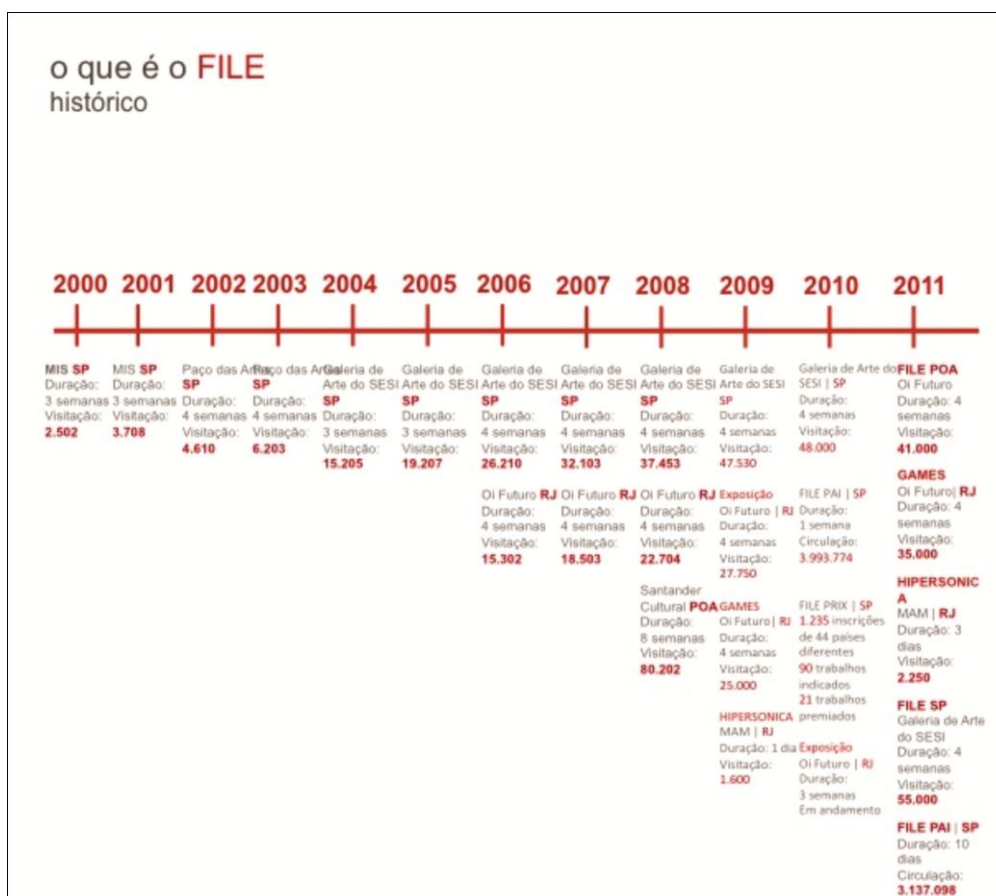 o que é o FILE
histórico
2000
2001
2002
2003
2004
2005
2006
2007
2008
2009
2010
2011
MIS SP
Duração:
3 semanas
Visitação:
2.502
MIS SP
Duração:
3 semanas
Visitação:
3.708
Paço das Artes
SP
Duração:
4 semanas
Visitação:
4.610
Paço das Artes
SP
Duração:
4 semanas
Visitação:
6.203
Galeria de
Arte do SESI
SP
Duração:
3 semanas
Visitação:
15.205
Galeria de
Arte do SESI
SP
Duração:
3 semanas
Visitação:
19.207
Galeria de
Arte do SESI
SP
Duração:
4 semanas
Visitação:
26.210
Oi Futuro RJ
Duração:
4 semanas
Visitação:
15.302
Galeria de
Arte do SESI
SP
Duração:
4 semanas
Visitação:
32.103
Oi Futuro RJ
Duração:
4 semanas
Visitação:
18.503
Galeria de
Arte do SESI
SP
Duração:
4 semanas
Visitação:
37.453
Oi Futuro RJ
Duração:
4 semanas
Visitação:
22.704
Santander
Cultural POA
Duração:
8 semanas
Visitação:
80.202
Galeria de
Arte do SESI
SP
Duração:
4 semanas
Visitação:
47.530
Exposição
Oi Futuro | RJ
Duração:
4 semanas
Visitação:
27.750
GAMES
Oi Futuro| RJ
Duração:
4 semanas
Visitação:
25.000
HIPERSONICA
MAM | RJ
Duração: 1 dia
Visitação:
1.600
Galeria de Arte do
SESI | SP
Duração:
4 semanas
Visitação:
48.000
FILE PAI | SP
Duração:
1 semana
Circulação:
3.993.774
FILE PRIX | SP
1.235 inscrições
de 44 países
diferentes
90 trabalhos
indicados
21 trabalhos
premiados
Exposição
Oi Futuro | RJ
Duração:
3 semanas
Em andamento
FILE POA
Oi Futuro
Duração: 4
semanas
Visitação:
41.000
GAMES
Oi Futuro| RJ
Duração: 4
semanas
Visitação:
35.000
HIPERSONIC
A
MAM | RJ
Duração: 3
dias
Visitação:
2.250
FILE SP
Galeria de Arte
do SESI
Duração: 4
semanas
Visitação:
55.000
FILE PAI | SP
Duração: 10
dias
Circulação:
3.137.098